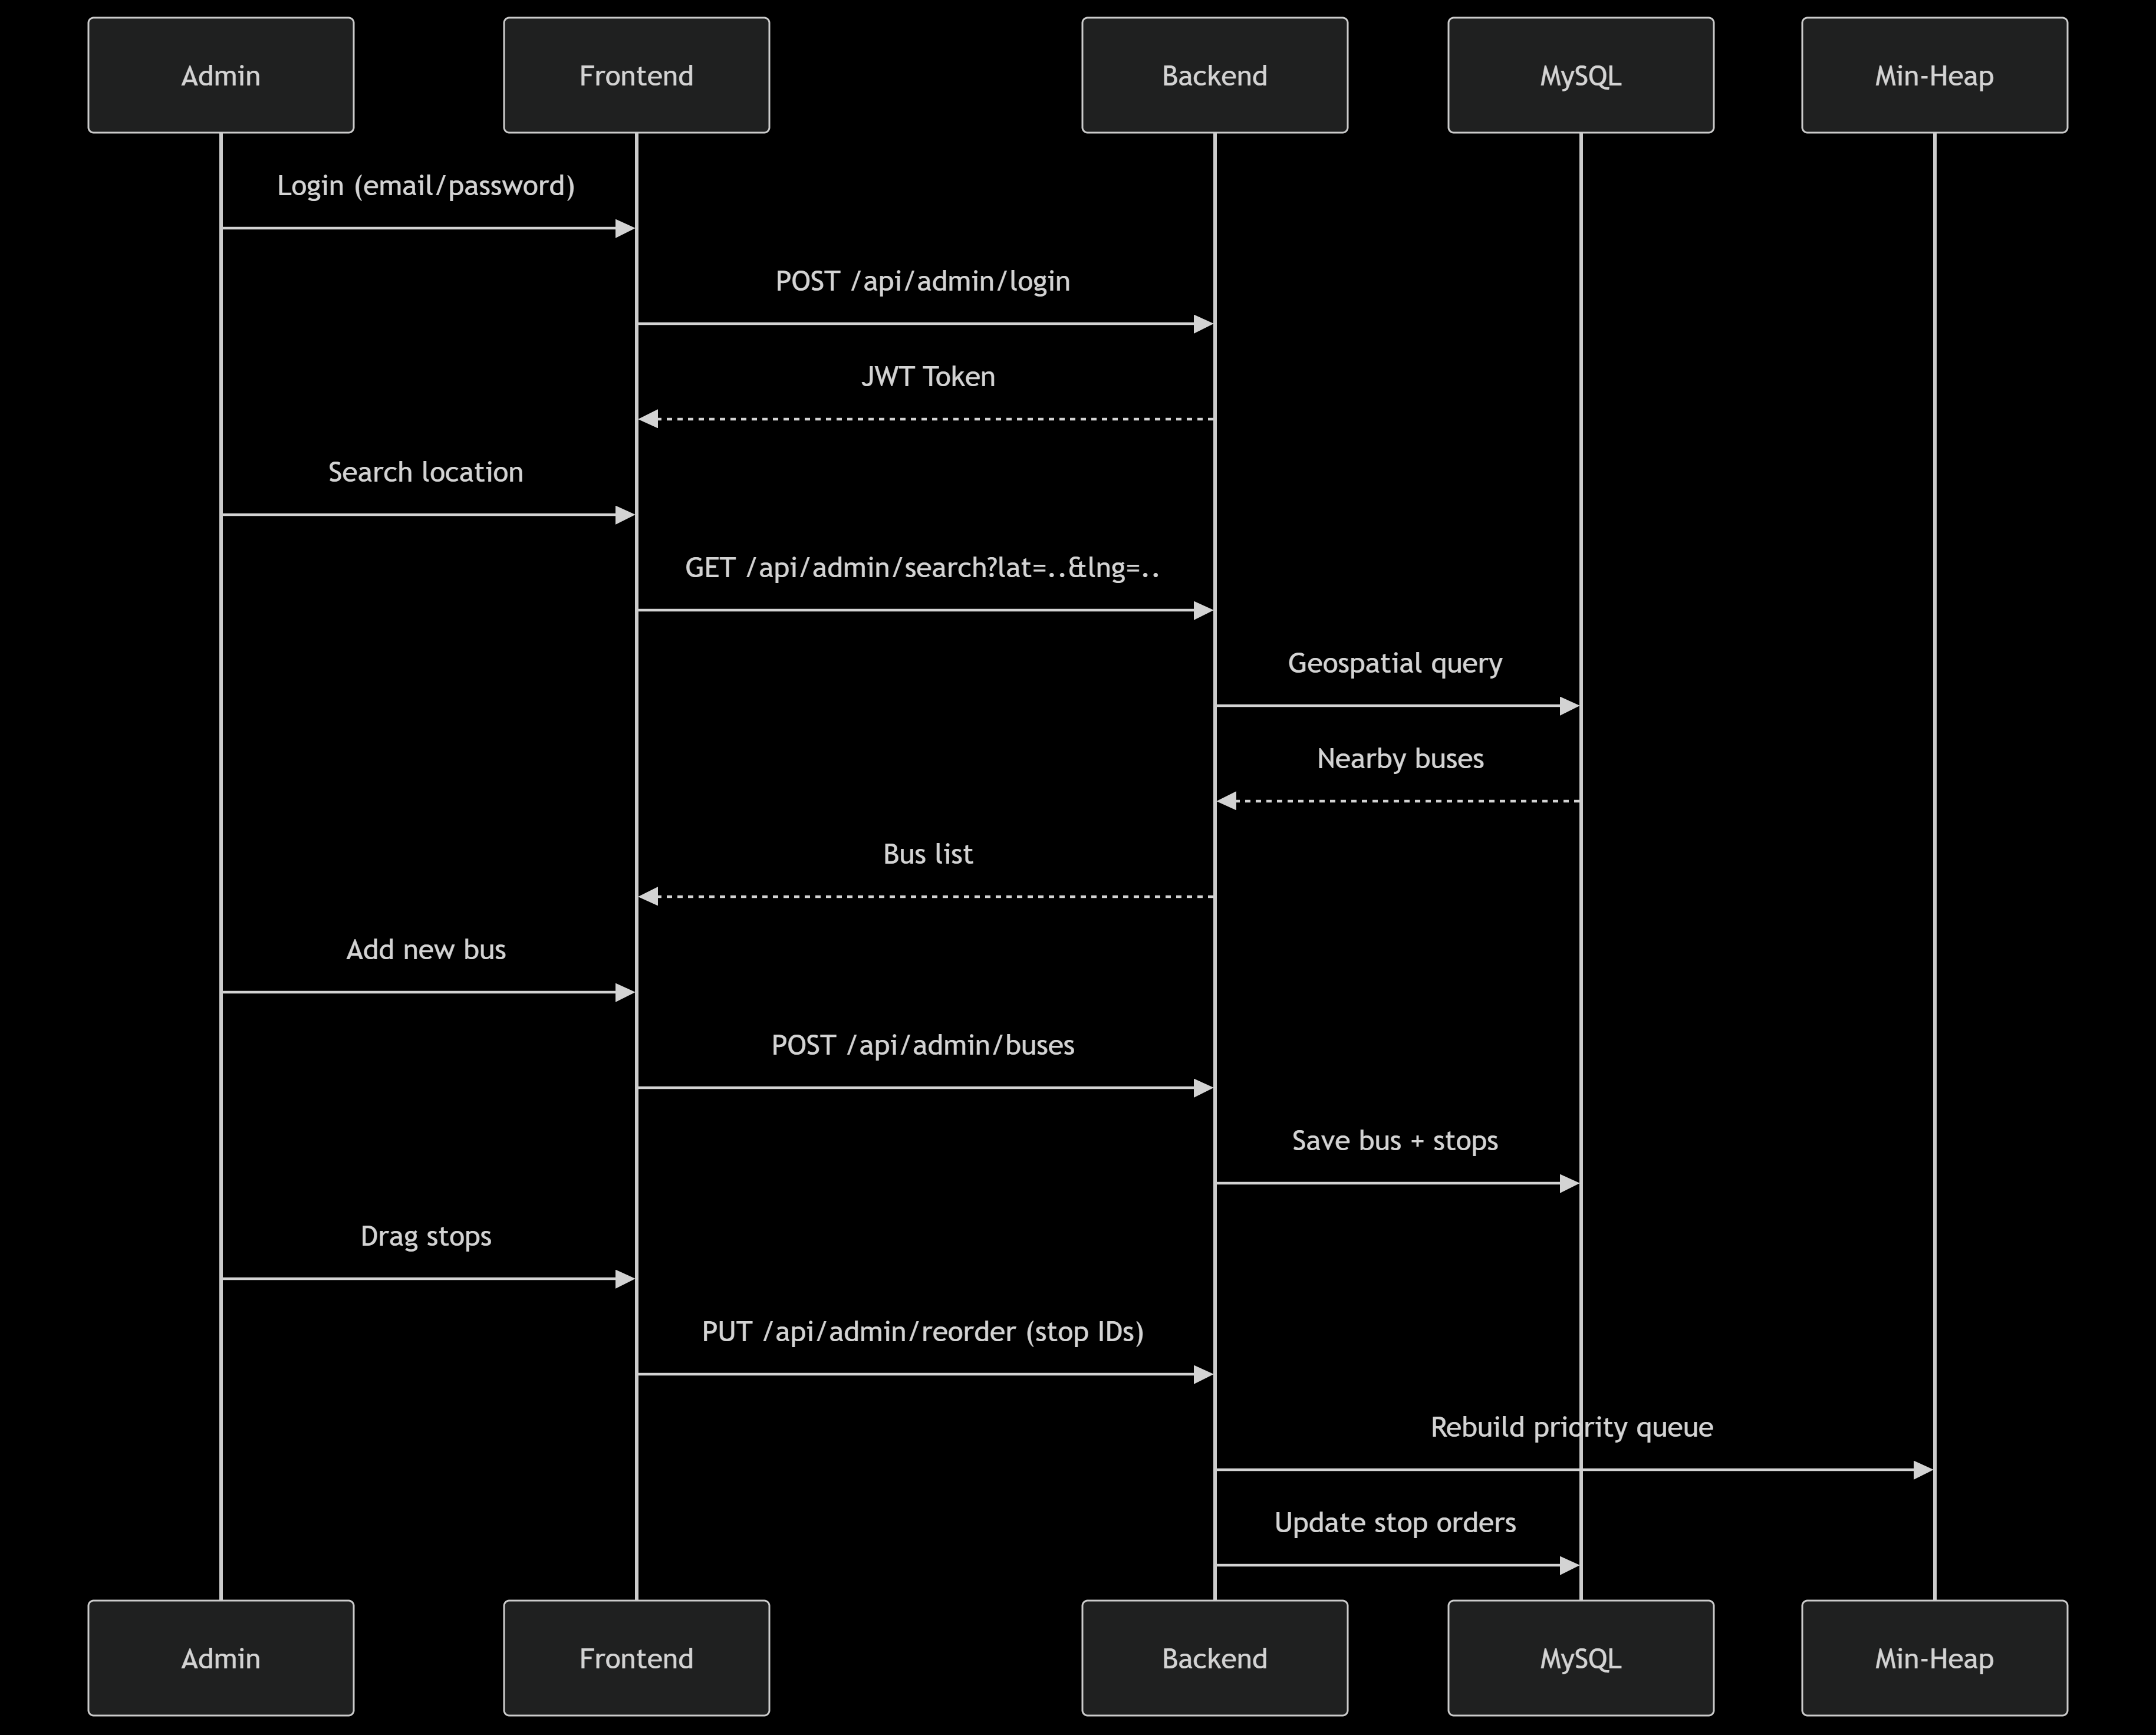 Admin
Frontend
Backend
MySQL
Min-Heap
Login (email/password)
POST /api/admin/login
JWT Token
Search location
GET /api/admin/search?lat=..&lng=..
Geospatial query
Nearby buses
Bus list
Add new bus
POST /api/admin/buses
Save bus + stops
Drag stops
PUT /api/admin/reorder (stop IDs)
Rebuild priority queue
Update stop orders
Admin
Frontend
Backend
MySQL
Min-Heap